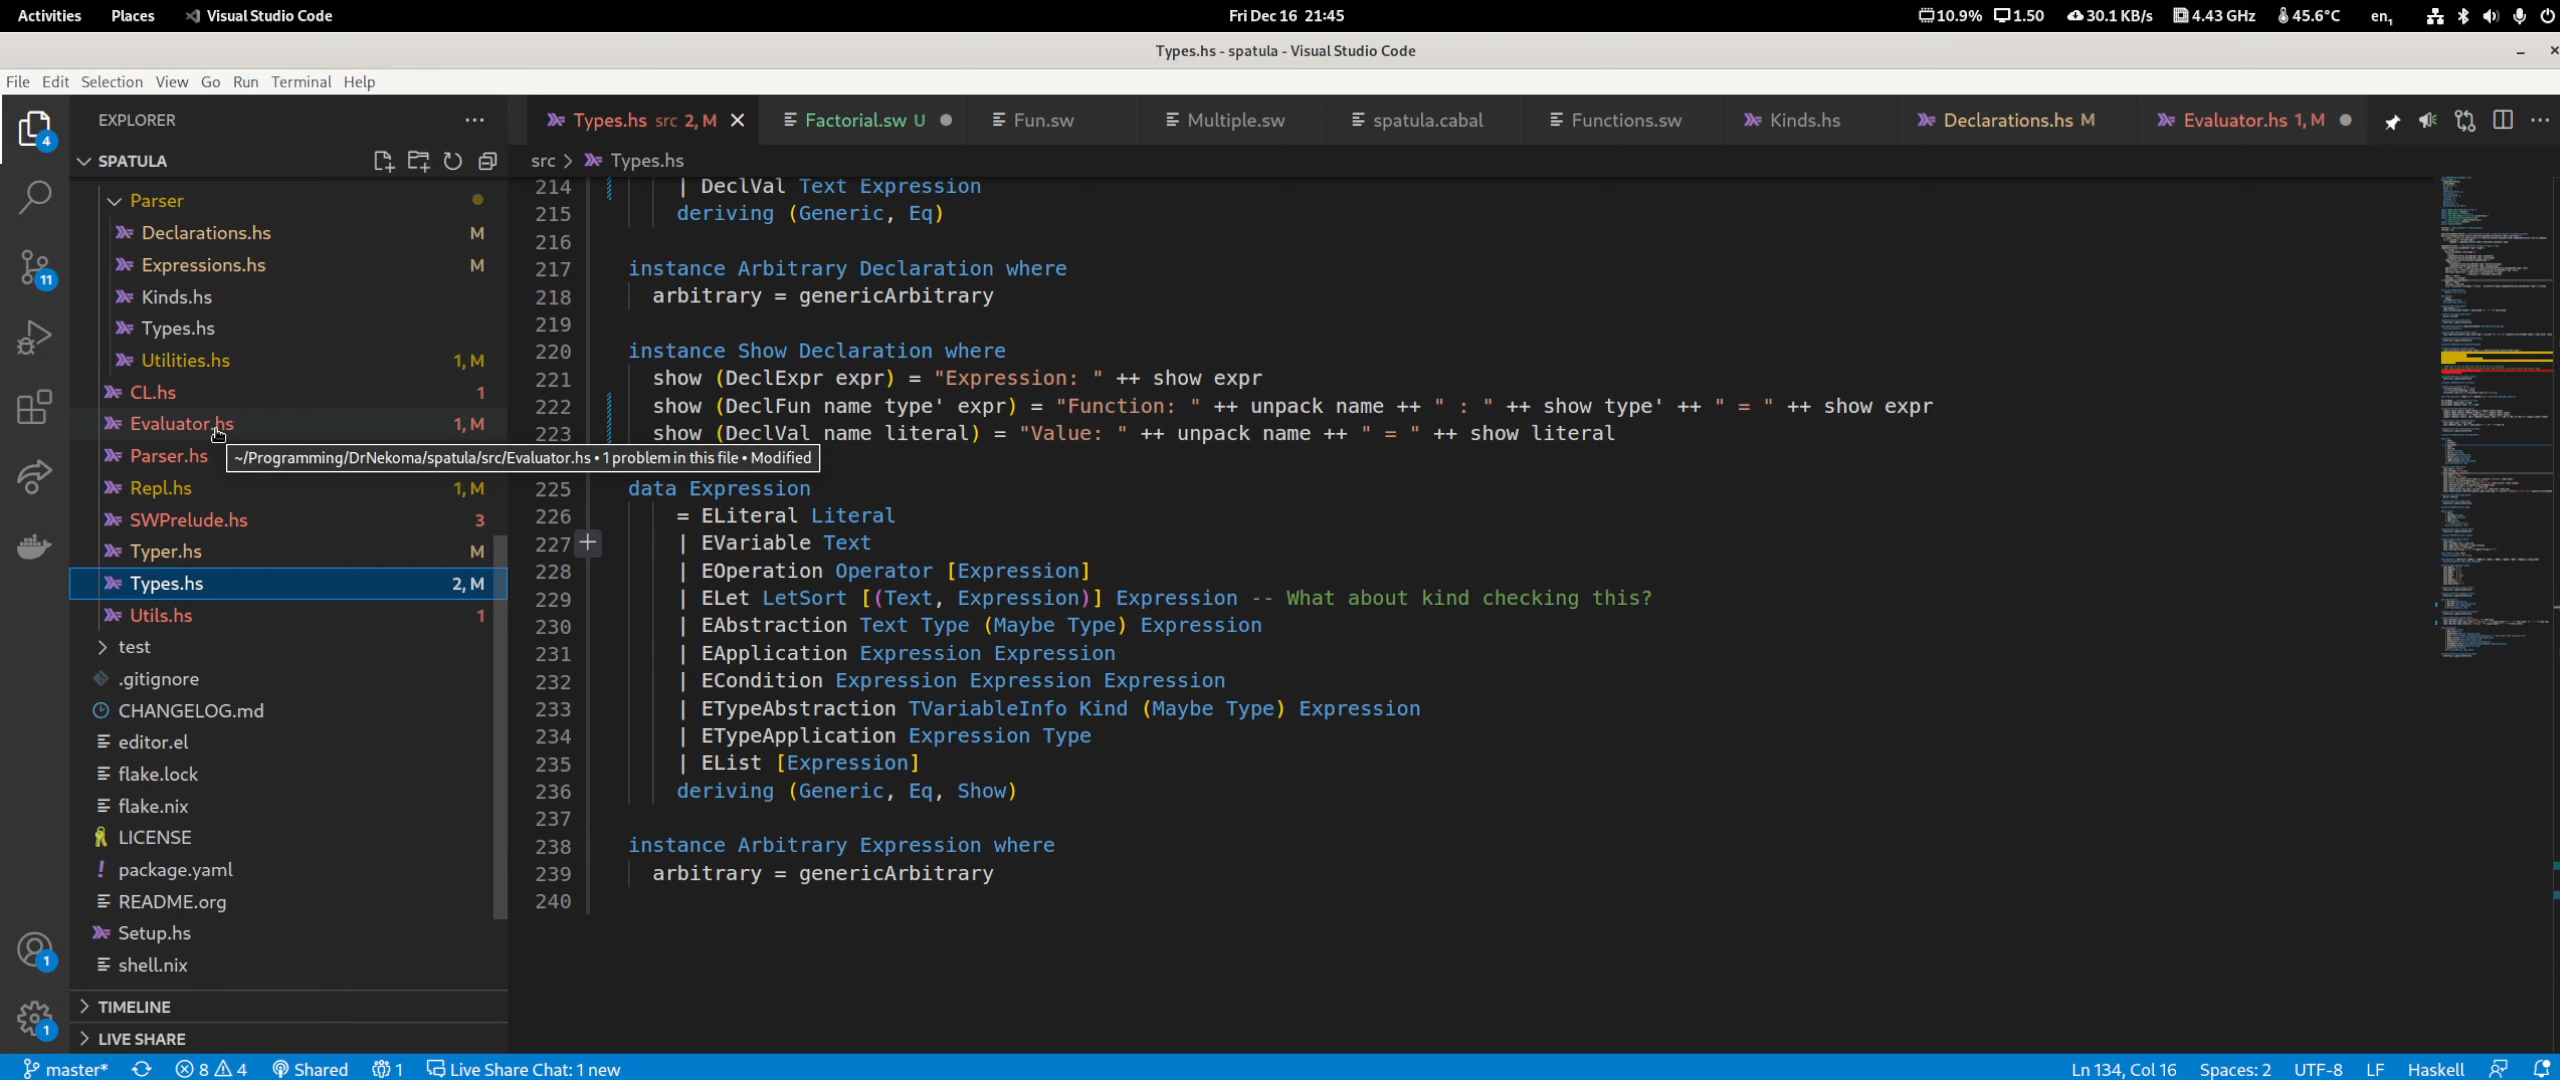 Activities Places Visual Studio Code Fri Dec 16 21:45 10.9% 1.50 30.1 KB/s 4.43 GHz 45.6°C en1
Types.hs - spatula - Visual Studio Code
File Edit Selection View Go Run Terminal Help
EXPLORER
Types.hs src 2, M Factorial.sw U Fun.sw Multiple.sw spatula.cabal Functions.sw Kinds.hs Declarations.hs M Evaluator.hs 1, M
4
SPATULA
src > Types.hs
Parser
Declarations.hs M
Expressions.hs M
11
Kinds.hs
Types.hs
Utilities.hs 1, M
CL.hs 1
Evaluator.hs 1, M
Parser.hs
~/Programming/DrNekoma/spatula/src/Evaluator.hs • 1 problem in this file • Modified
Repl.hs 1, M
SWPrelude.hs 3
Typer.hs M
Types.hs 2, M
Utils.hs 1
test
.gitignore
CHANGELOG.md
editor.el
flake.lock
flake.nix
LICENSE
package.yaml
README.org
Setup.hs
shell.nix
1
TIMELINE
1
LIVE SHARE
214 | DeclVal Text Expression
215 deriving (Generic, Eq)
216
217 instance Arbitrary Declaration where
218 arbitrary = genericArbitrary
219
220 instance Show Declaration where
221 show (DeclExpr expr) = "Expression: " ++ show expr
222 show (DeclFun name type' expr) = "Function: " ++ unpack name ++ " : " ++ show type' ++ " = " ++ show expr
223 show (DeclVal name literal) = "Value: " ++ unpack name ++ " = " ++ show literal
225 data Expression
226 = ELiteral Literal
227 | EVariable Text
228 | EOperation Operator [Expression]
229 | ELet LetSort [(Text, Expression)] Expression -- What about kind checking this?
230 | EAbstraction Text Type (Maybe Type) Expression
231 | EApplication Expression Expression
232 | ECondition Expression Expression Expression
233 | ETypeAbstraction TVariableInfo Kind (Maybe Type) Expression
234 | ETypeApplication Expression Type
235 | EList [Expression]
236 deriving (Generic, Eq, Show)
237
238 instance Arbitrary Expression where
239 arbitrary = genericArbitrary
240
master* 8 4 Shared 1 Live Share Chat: 1 new Ln 134, Col 16 Spaces: 2 UTF-8 LF Haskell